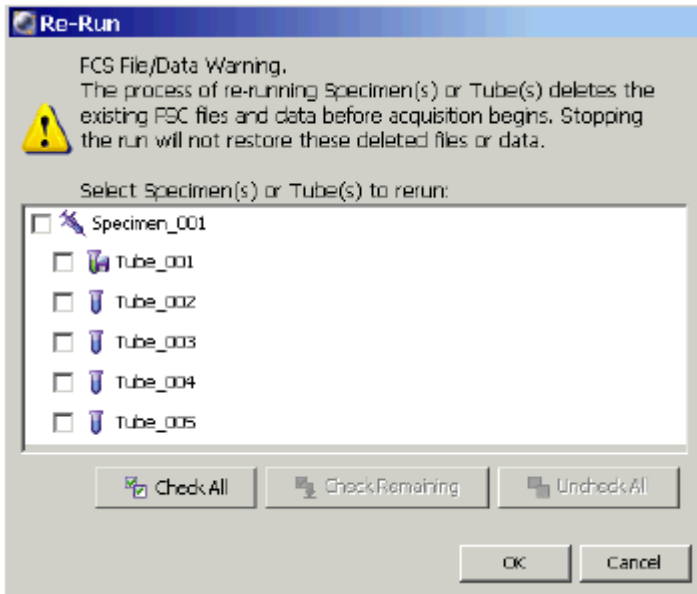 Re-Run
FCS File/Data Warning.
The process of re-running Specimen(s) or Tube(s) deletes the
existing FSC files and data before acquisition begins. Stopping
the run will not restore these deleted files or data.
Select Specimen(s) or Tube(s) to rerun:
Specimen_001
Tube_001
Tube_002
Tube_003
Tube_004
Tube_005
Check All
Check Remaining
Uncheck All
OK
Cancel